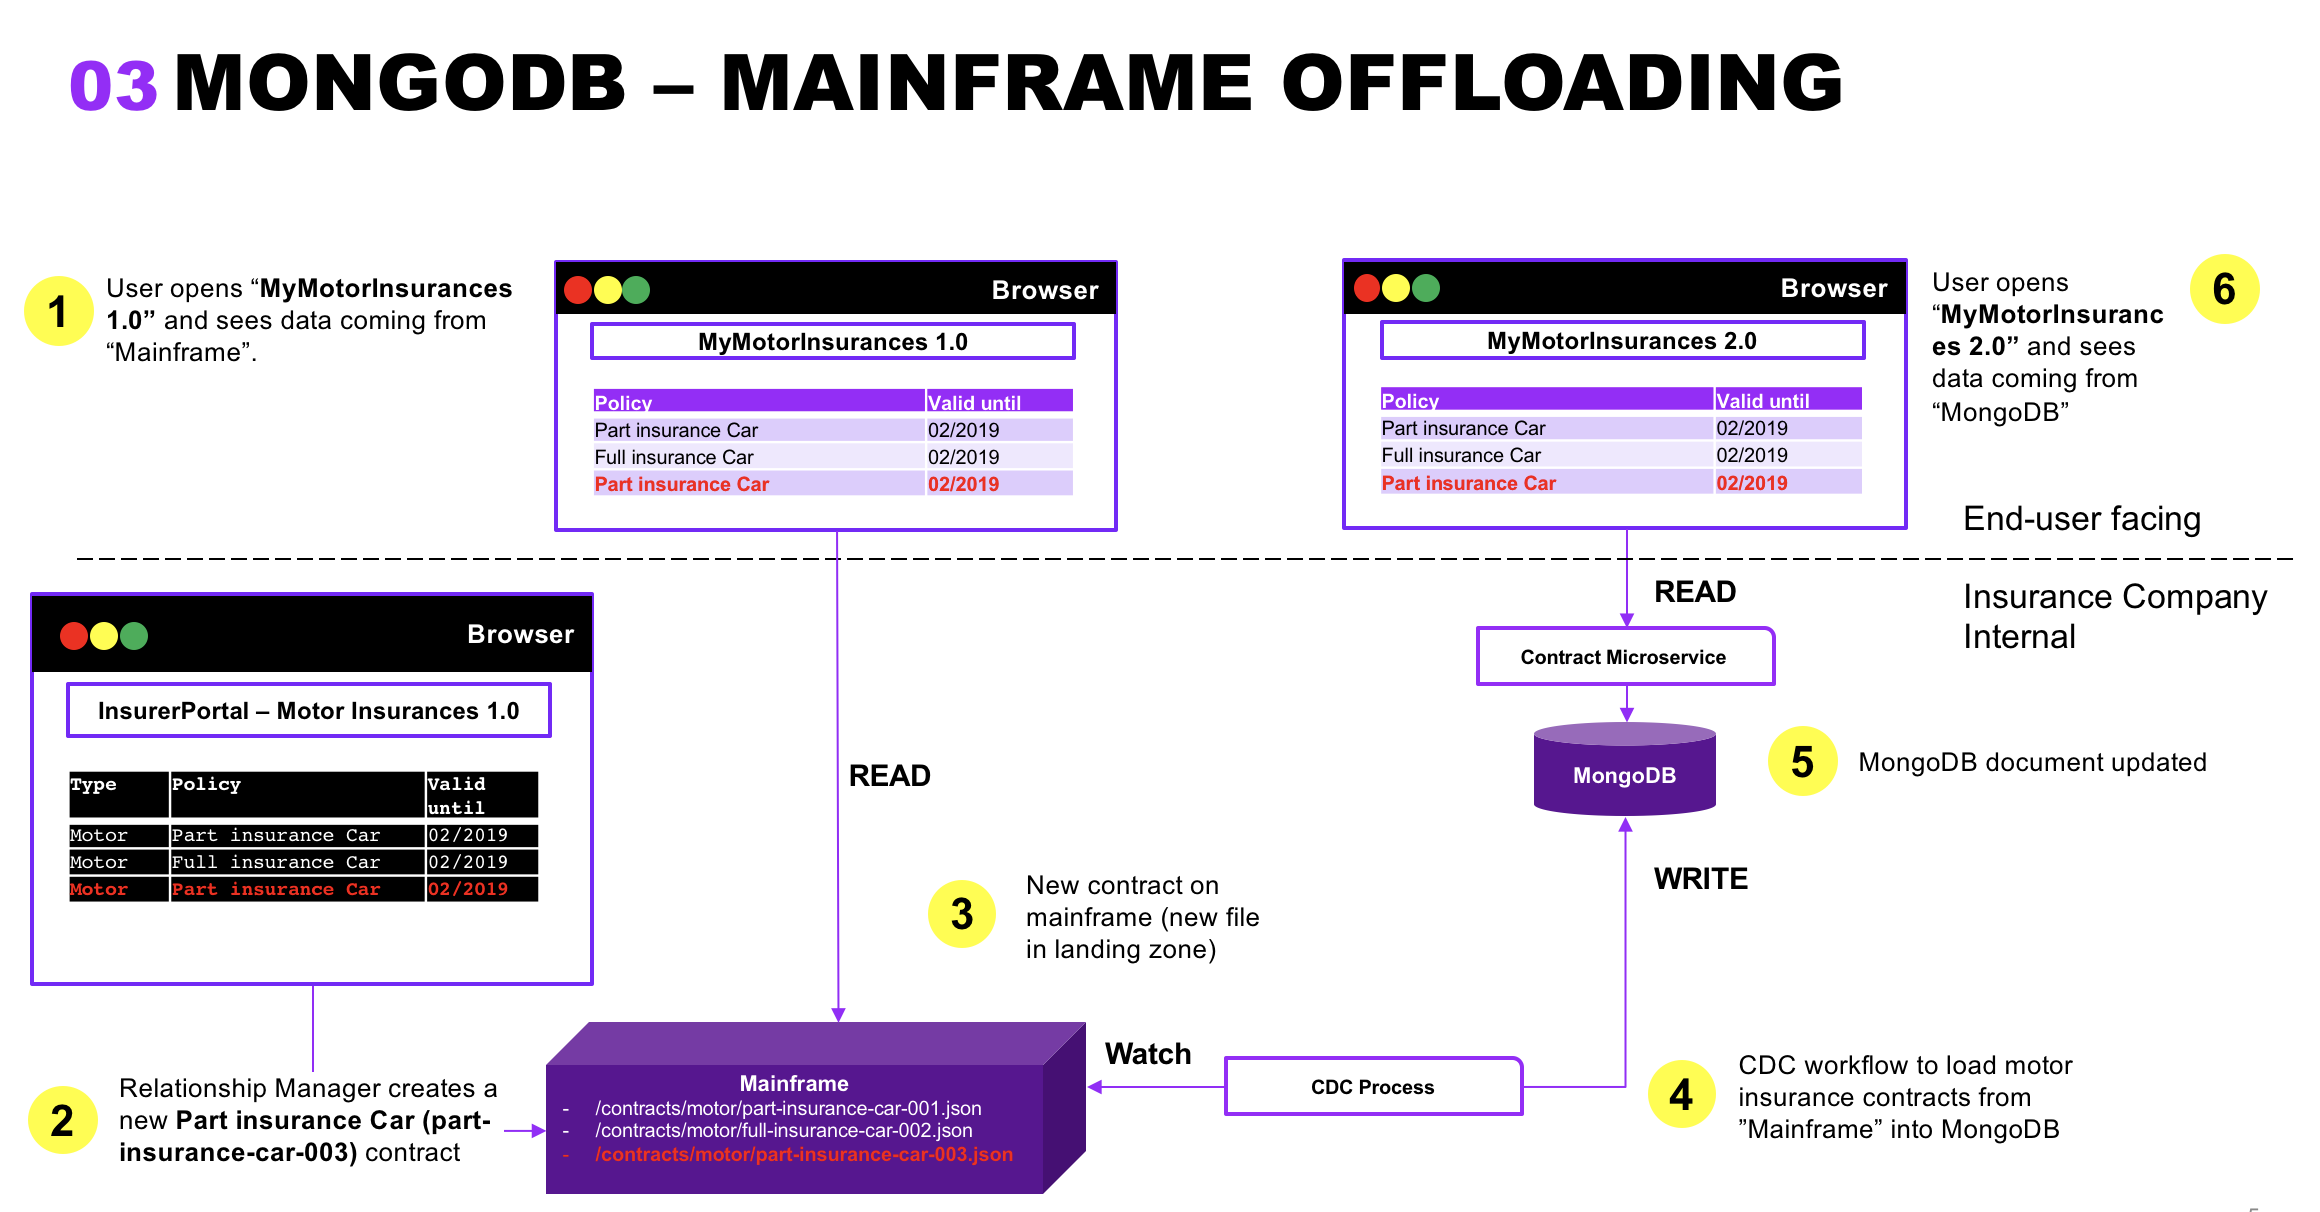 03 MONGODB – MAINFRAME OFFLOADING
1
User opens “MyMotorInsurances
1.0” and sees data coming from
“Mainframe”.
Browser
MyMotorInsurances 1.0
Policy Valid until
Part insurance Car 02/2019
Full insurance Car 02/2019
Part insurance Car 02/2019
Browser
MyMotorInsurances 2.0
Policy Valid until
Part insurance Car 02/2019
Full insurance Car 02/2019
Part insurance Car 02/2019
User opens
“MyMotorInsuranc
es 2.0” and sees
data coming from
“MongoDB”
6
End-user facing
Insurance Company
Internal
Browser
InsurerPortal – Motor Insurances 1.0
Type Policy Valid
until
Motor Part insurance Car 02/2019
Motor Full insurance Car 02/2019
Motor Part insurance Car 02/2019
READ
READ
Contract Microservice
MongoDB
5
MongoDB document updated
WRITE
3
New contract on
mainframe (new file
in landing zone)
2
Relationship Manager creates a
new Part insurance Car (part-
insurance-car-003) contract
Mainframe
- /contracts/motor/part-insurance-car-001.json
- /contracts/motor/full-insurance-car-002.json
- /contracts/motor/part-insurance-car-003.json
Watch
CDC Process
4
CDC workflow to load motor
insurance contracts from
”Mainframe” into MongoDB